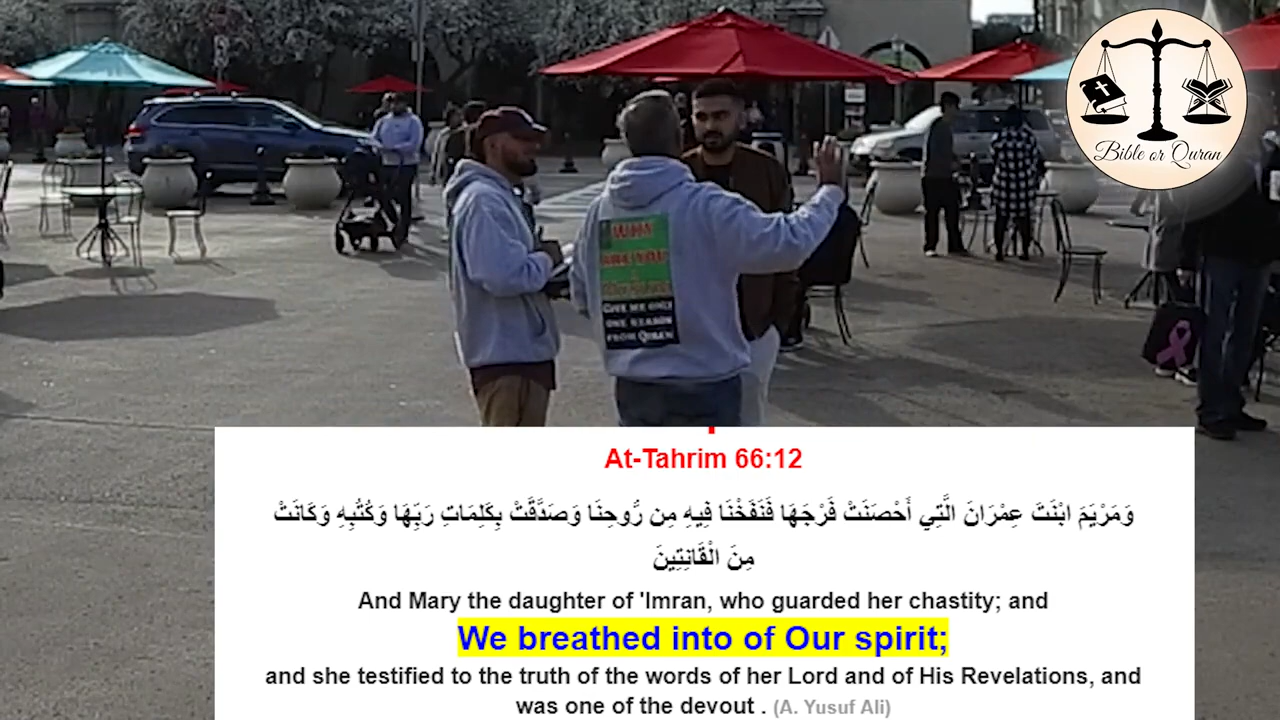 Bible or Quran
WHY
ARE YOU
GIVE ME ONLY
ONE REASON
FROM QURAN
At-Tahrim 66:12
وَمَرْيَمَ ابْنَتَ عِمْرَانَ الَّتِي أَحْصَنَتْ فَرْجَهَا فَنَفَخْنَا فِيهِ مِن رُّوحِنَا وَصَدَّقَتْ بِكَلِمَاتِ رَبِّهَا وَكُتُبِهِ وَكَانَتْ
مِنَ الْقَانِتِينَ
And Mary the daughter of 'Imran, who guarded her chastity; and
We breathed into of Our spirit;
and she testified to the truth of the words of her Lord and of His Revelations, and
was one of the devout . (A. Yusuf Ali)